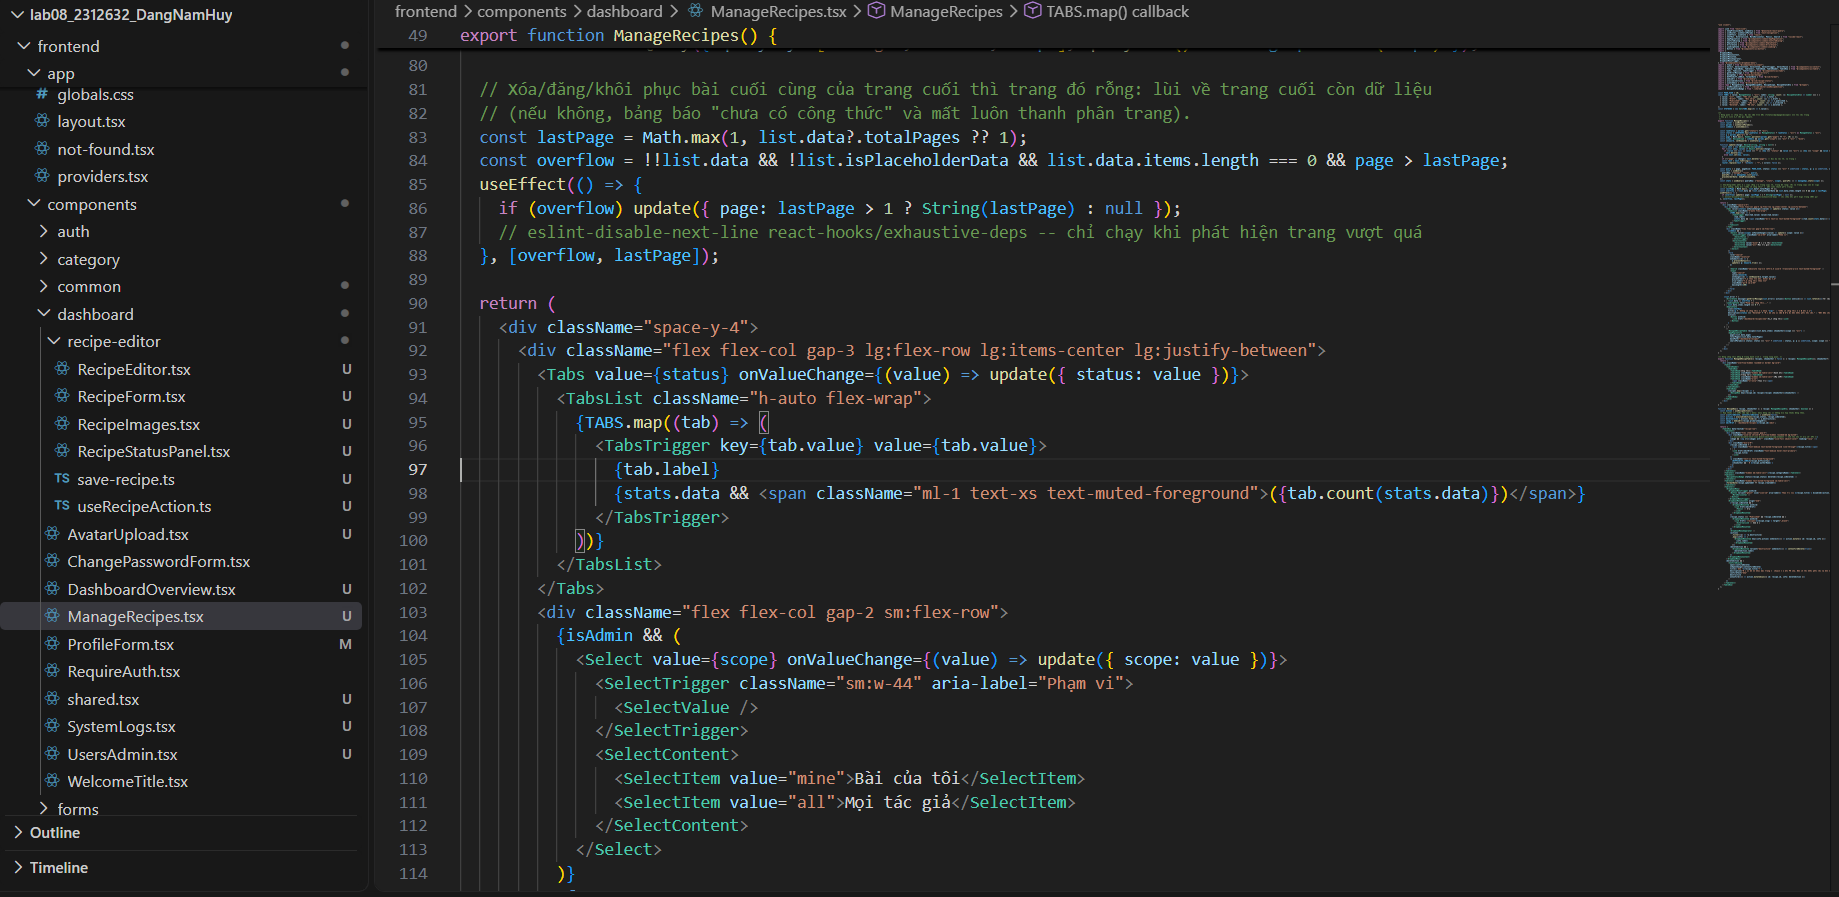 lab08_2312632_DangNamHuy
frontend
app
globals.css
layout.tsx
not-found.tsx
providers.tsx
components
auth
category
common
dashboard
recipe-editor
RecipeEditor.tsx U
RecipeForm.tsx U
RecipeImages.tsx U
RecipeStatusPanel.tsx U
TS save-recipe.ts U
TS useRecipeAction.ts U
AvatarUpload.tsx U
ChangePasswordForm.tsx
DashboardOverview.tsx U
ManageRecipes.tsx U
ProfileForm.tsx M
RequireAuth.tsx
shared.tsx U
SystemLogs.tsx U
UsersAdmin.tsx U
WelcomeTitle.tsx
forms
Outline
Timeline
frontend > components > dashboard > ManageRecipes.tsx > ManageRecipes > TABS.map() callback
49 export function ManageRecipes() {
80
81 // Xóa/đăng/khôi phục bài cuối cùng của trang cuối thì trang đó rỗng: lùi về trang cuối còn dữ liệu
82 // (nếu không, bảng báo "chưa có công thức" và mất luôn thanh phân trang).
83 const lastPage = Math.max(1, list.data?.totalPages ?? 1);
84 const overflow = !!list.data && !list.isPlaceholderData && list.data.items.length === 0 && page > lastPage;
85 useEffect(() => {
86 if (overflow) update({ page: lastPage > 1 ? String(lastPage) : null });
87 // eslint-disable-next-line react-hooks/exhaustive-deps -- chỉ chạy khi phát hiện trang vượt quá
88 }, [overflow, lastPage]);
89
90 return (
91 <div className="space-y-4">
92 <div className="flex flex-col gap-3 lg:flex-row lg:items-center lg:justify-between">
93 <Tabs value={status} onValueChange={(value) => update({ status: value })}>
94 <TabsList className="h-auto flex-wrap">
95 {TABS.map((tab) => (
96 <TabsTrigger key={tab.value} value={tab.value}>
97 {tab.label}
98 {stats.data && <span className="ml-1 text-xs text-muted-foreground">({tab.count(stats.data)})</span>}
99 </TabsTrigger>
100 ))}
101 </TabsList>
102 </Tabs>
103 <div className="flex flex-col gap-2 sm:flex-row">
104 {isAdmin && (
105 <Select value={scope} onValueChange={(value) => update({ scope: value })}>
106 <SelectTrigger className="sm:w-44" aria-label="Phạm vi">
107 <SelectValue />
108 </SelectTrigger>
109 <SelectContent>
110 <SelectItem value="mine">Bài của tôi</SelectItem>
111 <SelectItem value="all">Mọi tác giả</SelectItem>
112 </SelectContent>
113 </Select>
114 )}